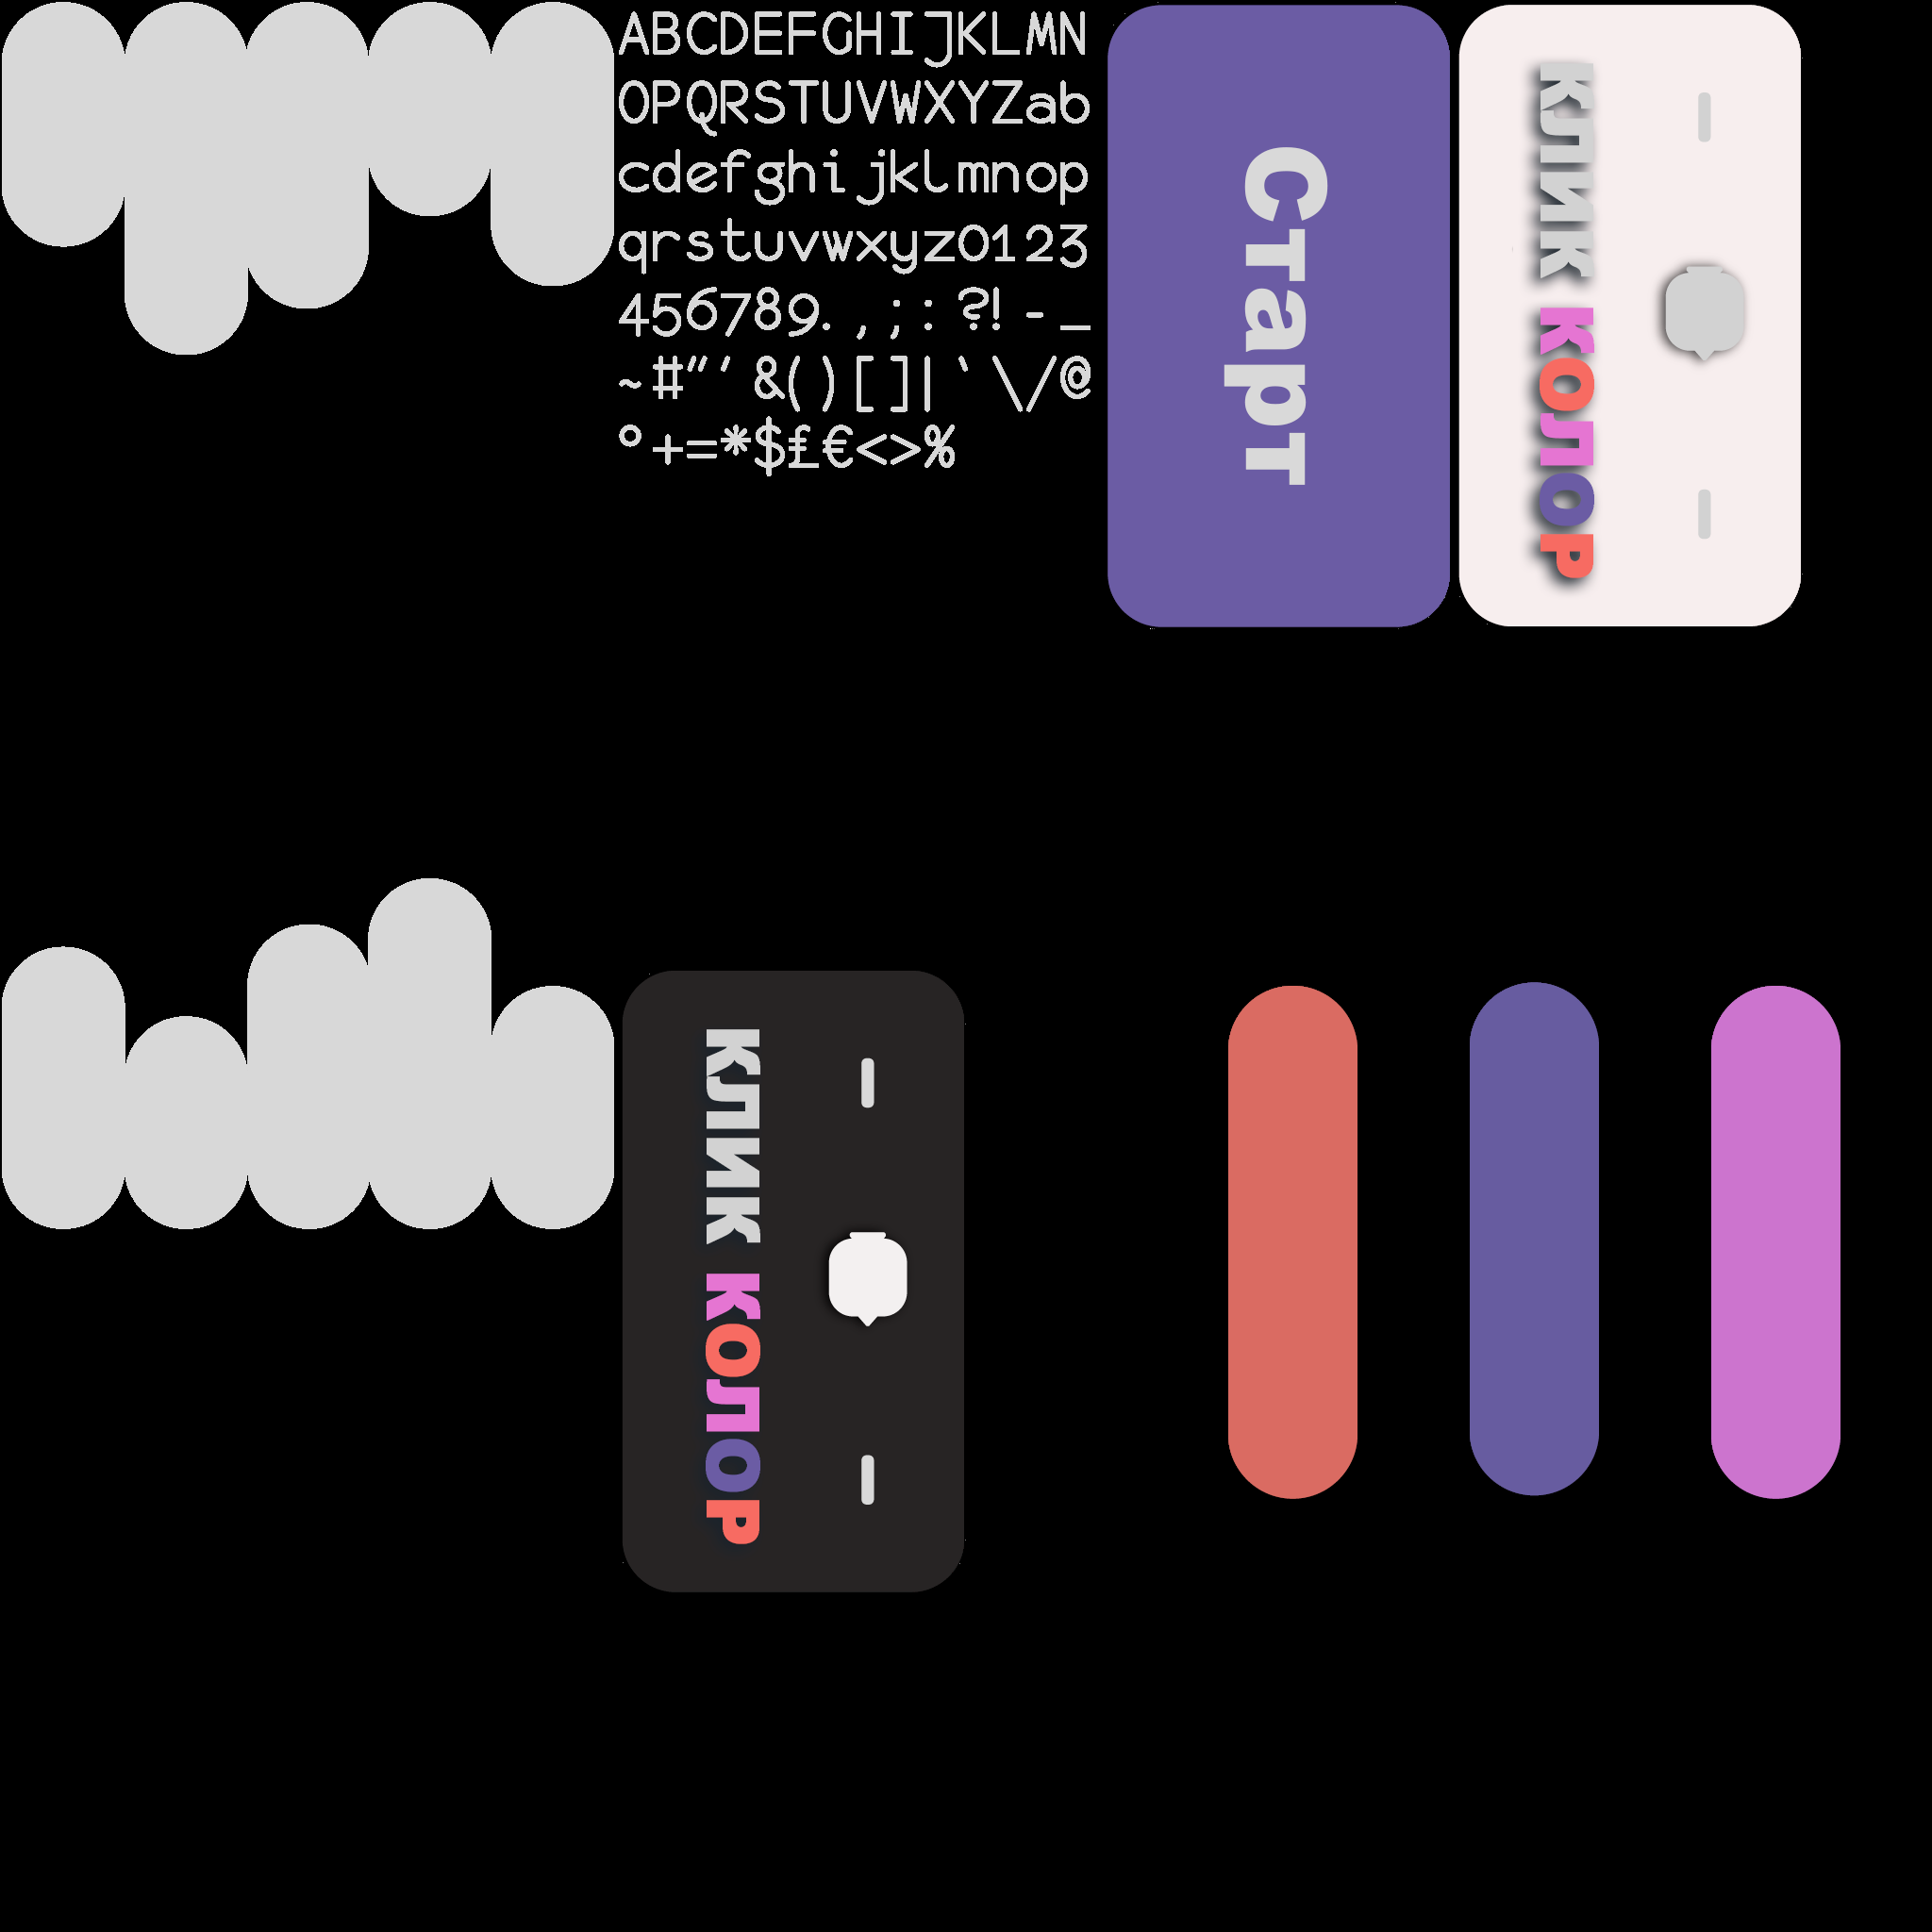 ABCDEFGHIJKLMN
OPQRSTUVWXYZab
cdefghijklmnop
qrstuvwxyz0123
456789.,;:?!-_
~#"'&()[]|`\/@
°+=*$£€<>%
Старт
КЛИК КОЛОР
КЛИК КОЛОР